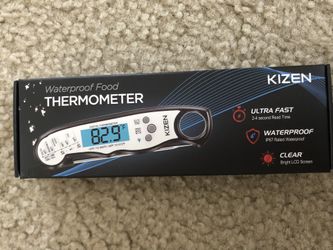 Waterproof Food
THERMOMETER
KIZEN
ULTRA FAST
2-4 second Read Time
WATERPROOF
IP67 Rated Waterproof
CLEAR
Bright LCD Screen
82.9°F
KIZEN